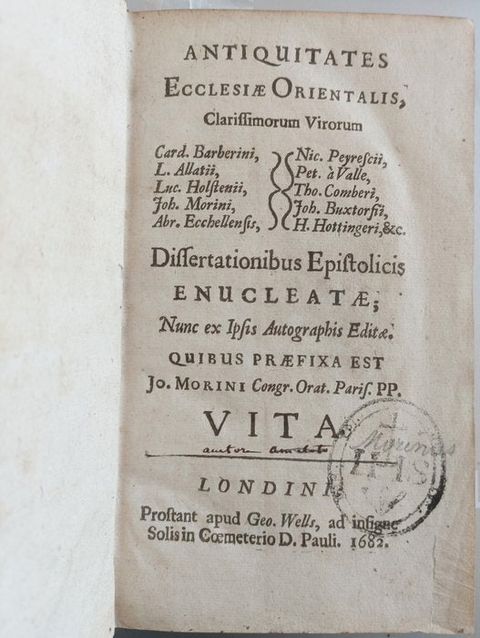 ANTIQUITATES
ECCLESIÆ ORIENTALIS,
Clarissimorum Virorum
Card. Barberini,
L. Allatii,
Luc. Holstenii,
Joh. Morini,
Abr. Ecchellensis,
Nic. Peyrescii,
Pet. à Valle,
Tho. Comberi,
Joh. Buxtorfii,
H. Hottingeri, &c.
Dissertationibus Epistolicis
ENUCLEATÆ;
Nunc ex Ipsis Autographis Editæ.
QUIBUS PRÆFIXA EST
JO. MORINI Congr. Orat. Paris. PP.
VITA
Morinus
IHS
LONDINI
Prostant apud Geo. Wells, ad insigne
Solis in Cœmeterio D. Pauli. 1682.